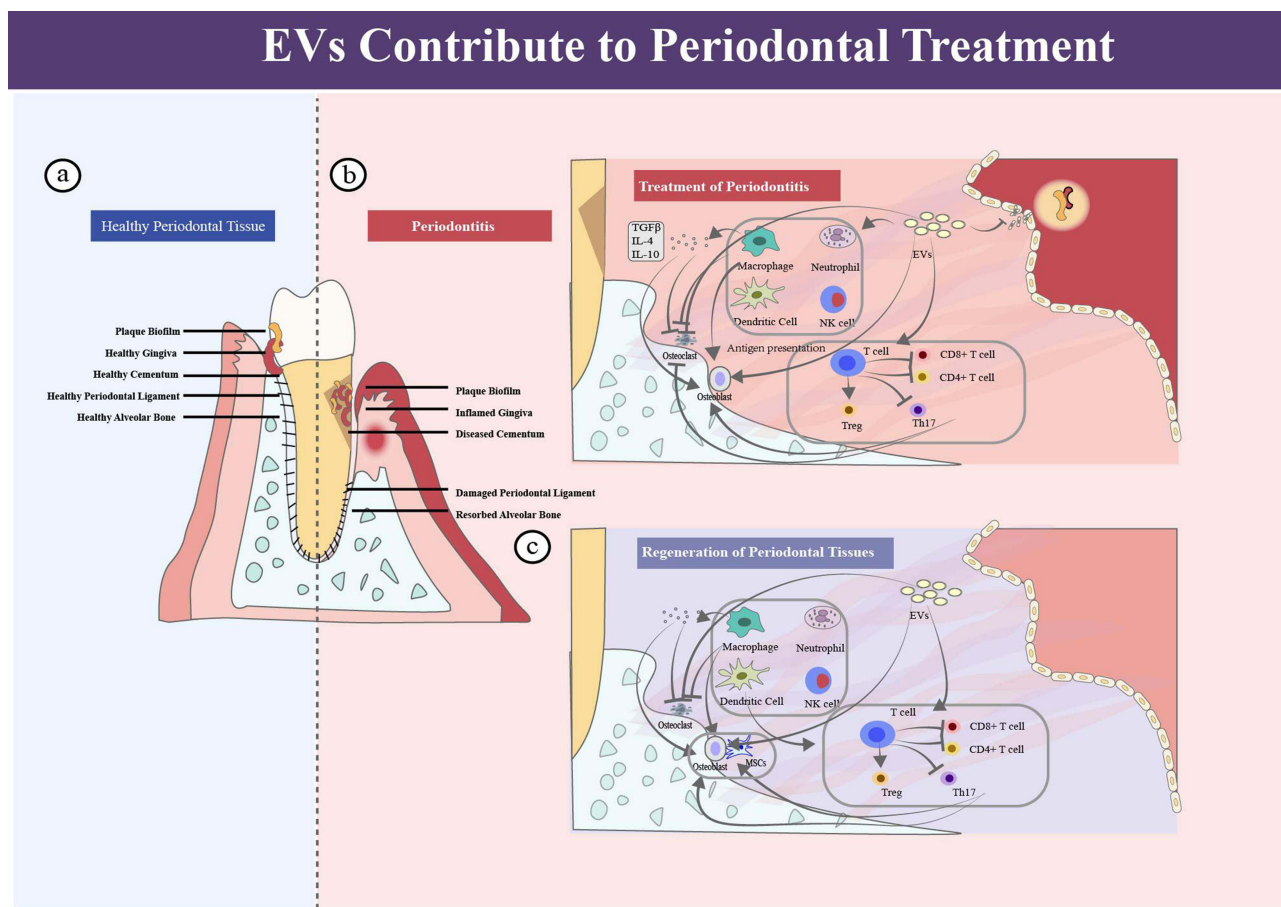 EVs Contribute to Periodontal Treatment
a
Healthy Periodontal Tissue
Plaque Biofilm
Healthy Gingiva
Healthy Cementum
Healthy Periodontal Ligament
Healthy Alveolar Bone
b
Periodontitis
Plaque Biofilm
Inflamed Gingiva
Diseased Cementum
Damaged Periodontal Ligament
Resorbed Alveolar Bone
Treatment of Periodontitis
TGFβ
IL-4
IL-10
Macrophage
Neutrophil
EVs
Dendritic Cell
NK cell
Osteoclast
Antigen presentation
Osteoblast
T cell
CD8+ T cell
CD4+ T cell
Treg
Th17
c
Regeneration of Periodontal Tissues
EVs
Macrophage
Neutrophil
Dendritic Cell
NK cell
Osteoclast
Osteoblast
MSCs
T cell
CD8+ T cell
CD4+ T cell
Treg
Th17